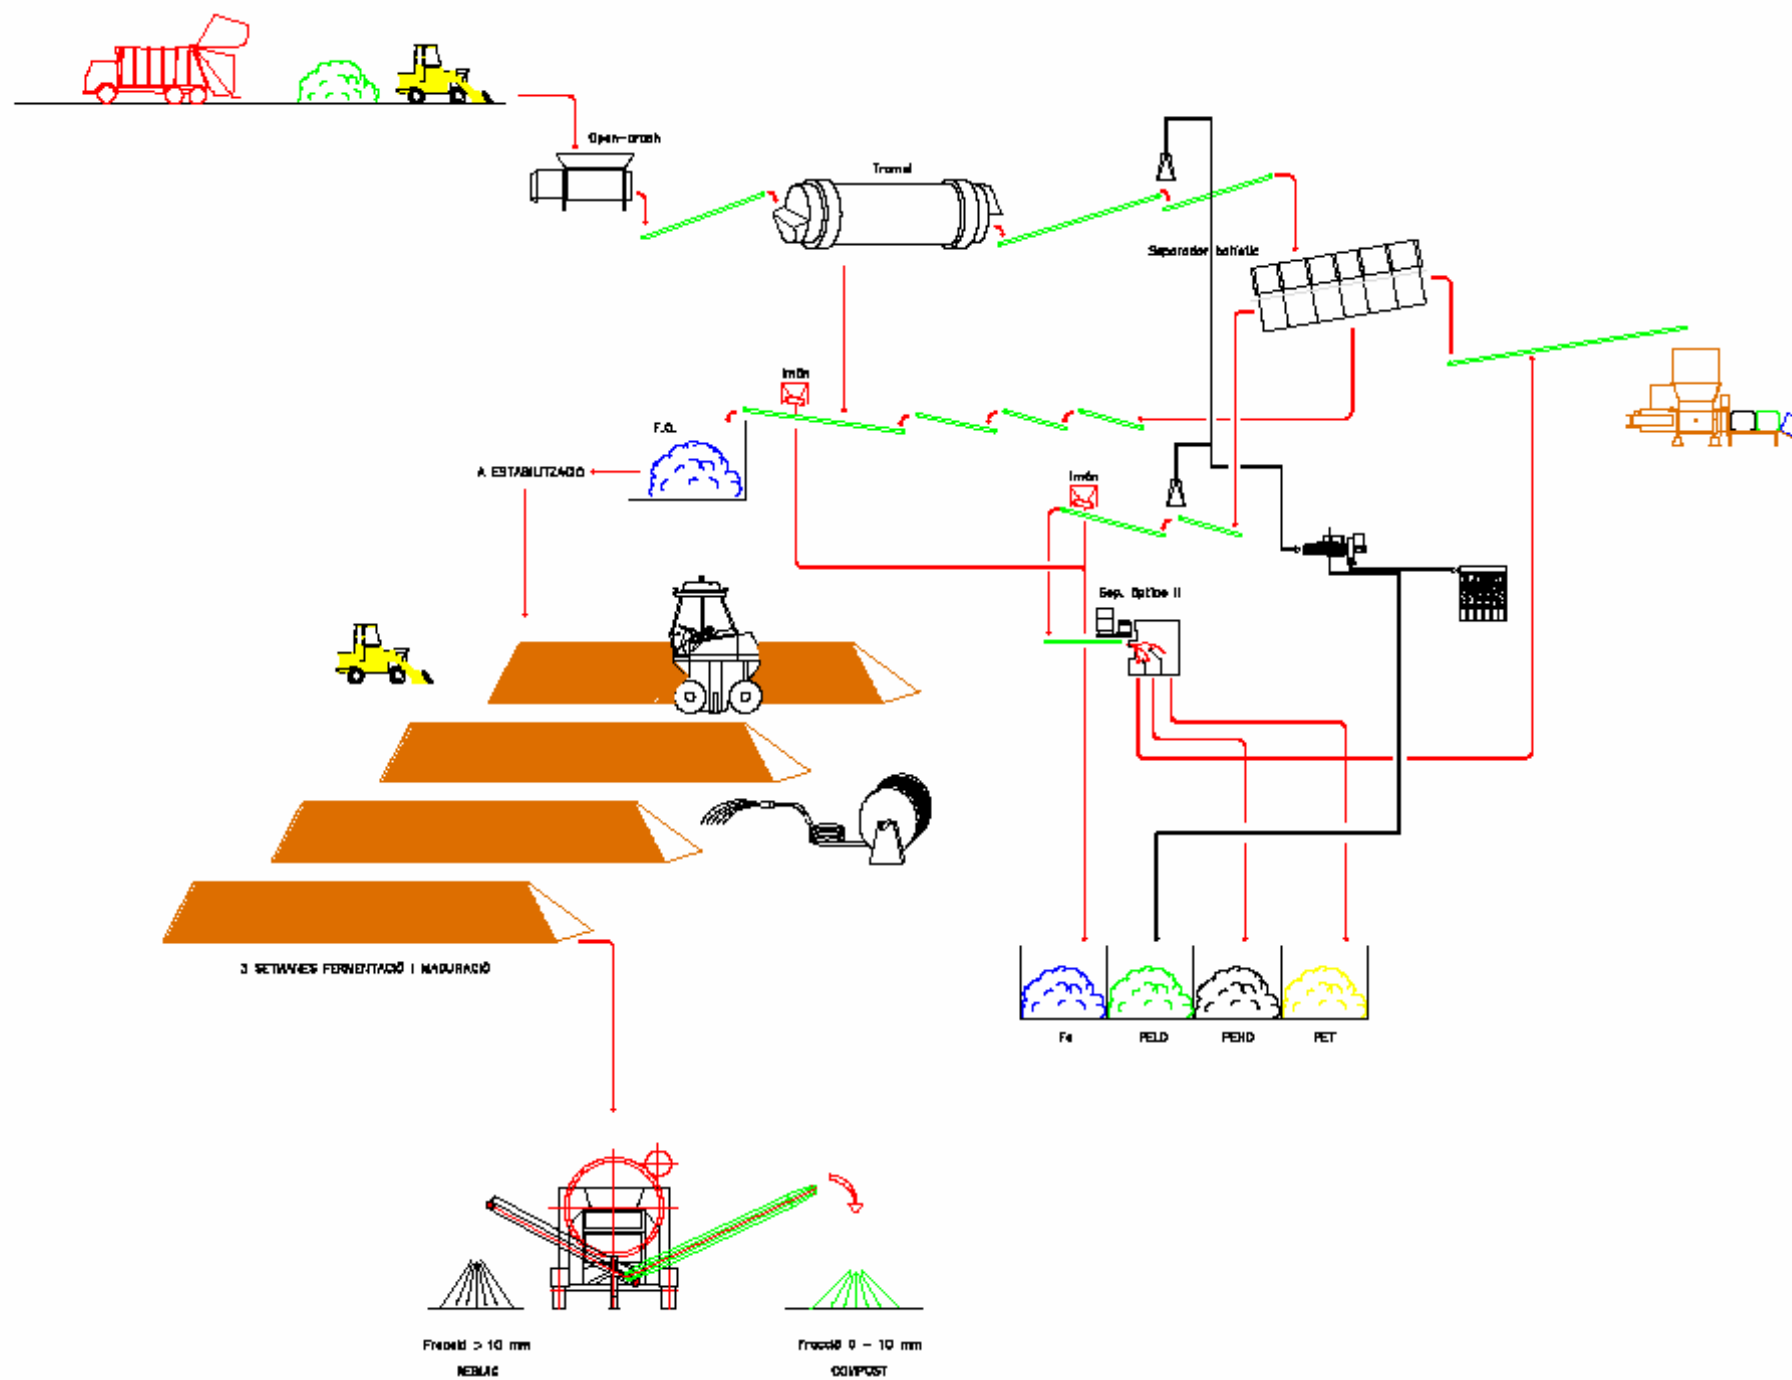 Open-crush
Tromel
Separador balístic
Imán
F.O.
A ESTABILITZACIÓ
Imán
Sep. Óptico II
3 SETMANES FERMENTACIÓ I MADURACIÓ
Fe
PELD
PEHD
PET
Fracció > 10 mm
Fracció 0 - 10 mm
REBUIG
COMPOST